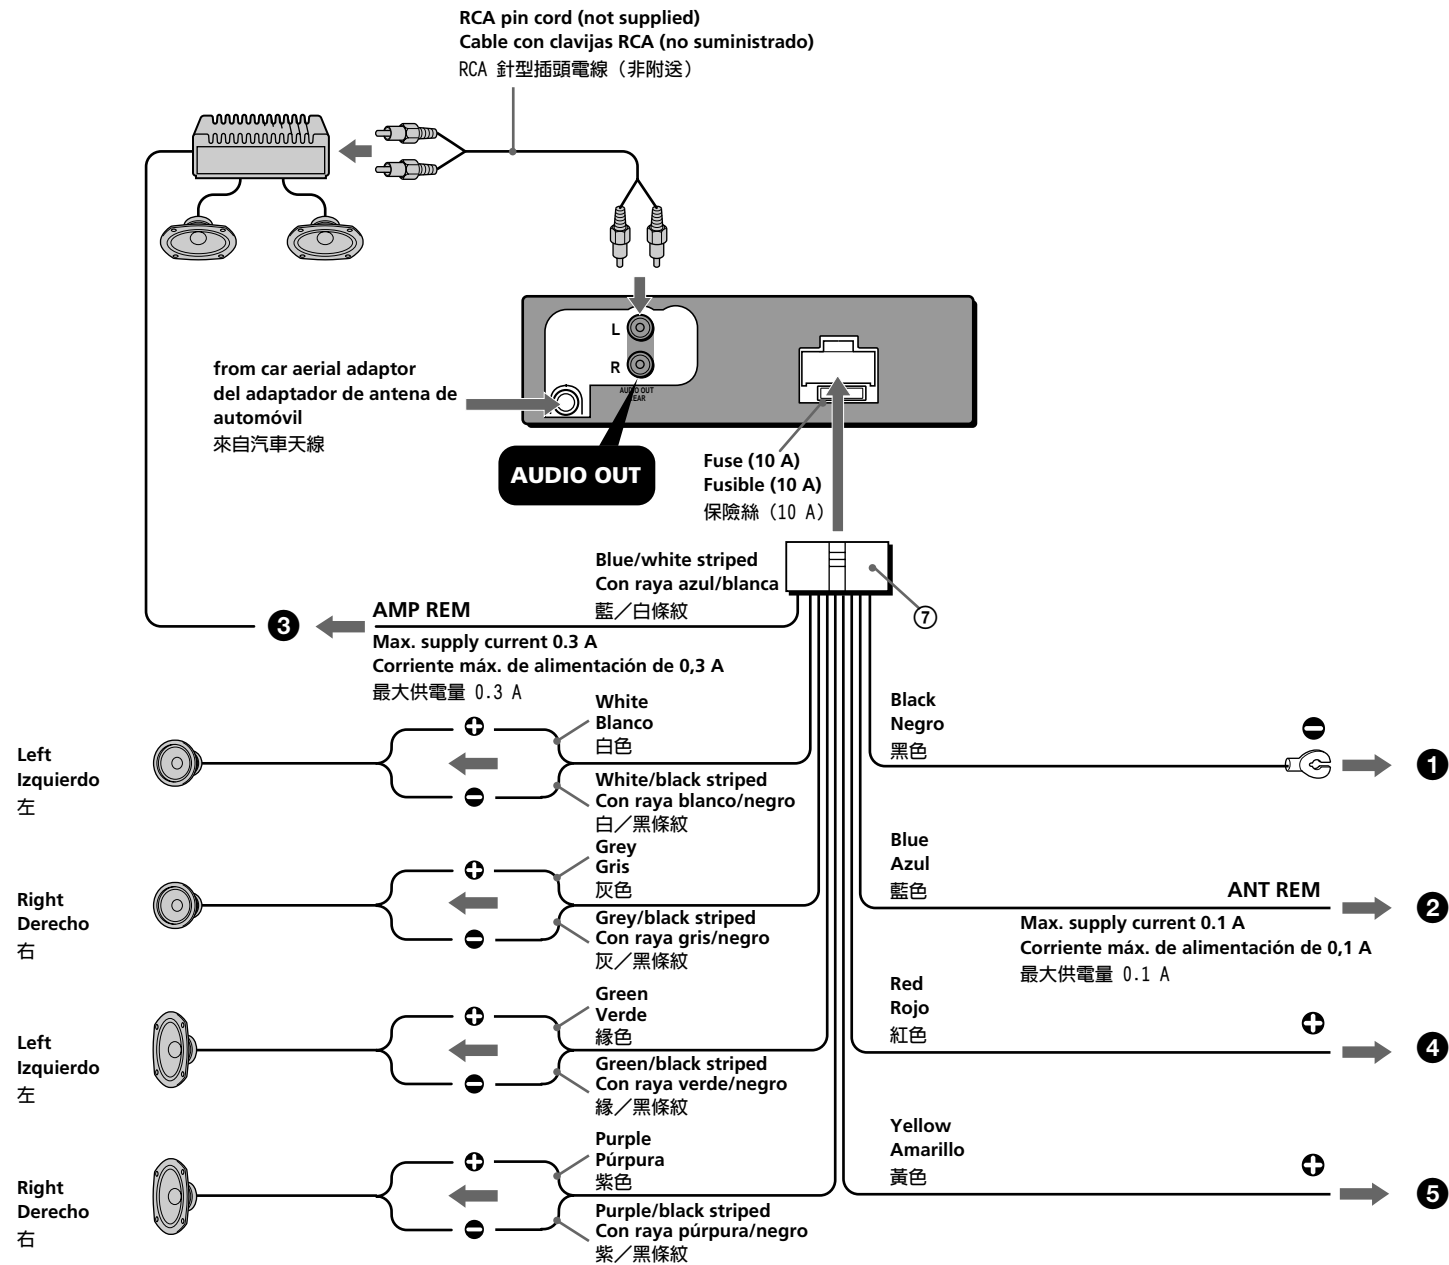 RCA pin cord (not supplied)
Cable con clavijas RCA (no suministrado)
RCA 針型插頭電線（非附送）
L
R
AUDIO OUT
REAR
from car aerial adaptor
del adaptador de antena de
automóvil
來自汽車天線
AUDIO OUT
Fuse (10 A)
Fusible (10 A)
保險絲（10 A）
Blue/white striped
Con raya azul/blanca
藍／白條紋
⑦
❸
AMP REM
Max. supply current 0.3 A
Corriente máx. de alimentación de 0,3 A
最大供電量 0.3 A
Left
Izquierdo
左
White
Blanco
白色
White/black striped
Con raya blanco/negro
白／黑條紋
Black
Negro
黑色
❶
Right
Derecho
右
Grey
Gris
灰色
Grey/black striped
Con raya gris/negro
灰／黑條紋
Blue
Azul
藍色
ANT REM
❷
Max. supply current 0.1 A
Corriente máx. de alimentación de 0,1 A
最大供電量 0.1 A
Left
Izquierdo
左
Green
Verde
綠色
Green/black striped
Con raya verde/negro
綠／黑條紋
Red
Rojo
紅色
❹
Right
Derecho
右
Purple
Púrpura
紫色
Purple/black striped
Con raya púrpura/negro
紫／黑條紋
Yellow
Amarillo
黃色
❺